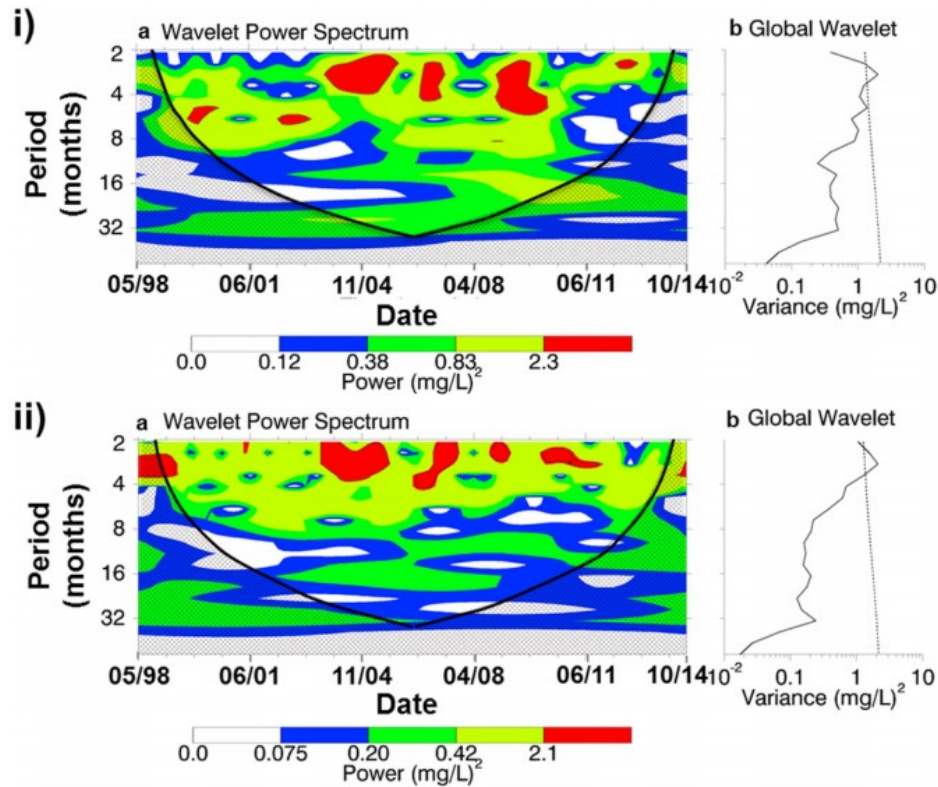 i)
a Wavelet Power Spectrum
b Global Wavelet
Period
(months)
2
4
8
16
32
05/98 06/01 11/04 04/08 06/11 10/14
Date
0.0 0.12 0.38 0.83 2.3
Power (mg/L)²
10⁻² 0.1 1 10
Variance (mg/L)²
ii)
a Wavelet Power Spectrum
b Global Wavelet
Period
(months)
2
4
8
16
32
05/98 06/01 11/04 04/08 06/11 10/14
Date
0.0 0.075 0.20 0.42 2.1
Power (mg/L)²
10⁻² 0.1 1 10
Variance (mg/L)²